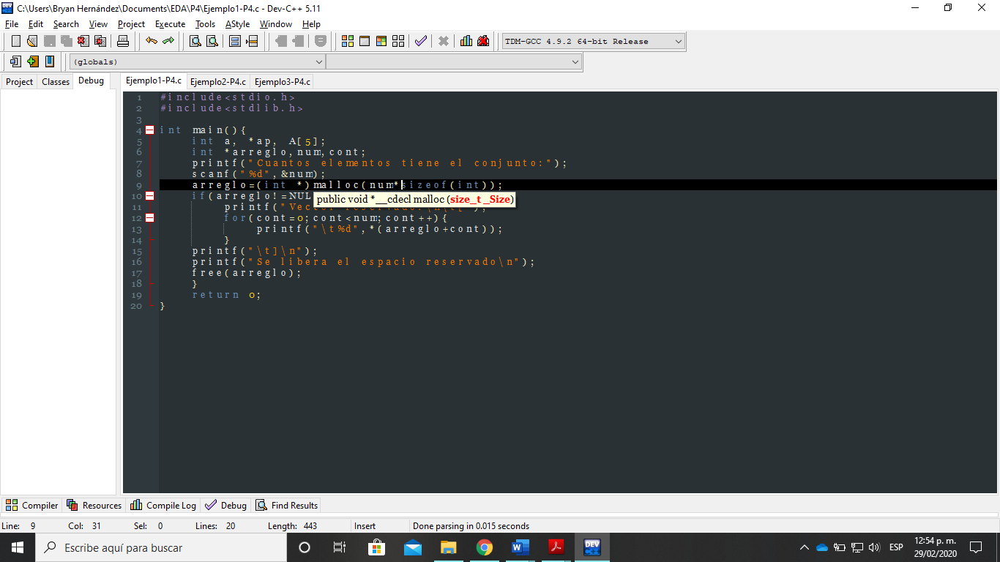 C:\Users\Bryan Hernández\Documents\EDA\P4\Ejemplo1-P4.c - Dev-C++ 5.11
File Edit Search View Project Execute Tools AStyle Window Help
TDM-GCC 4.9.2 64-bit Release
(globals)
Project Classes Debug Ejemplo1-P4.c Ejemplo2-P4.c Ejemplo3-P4.c
1 #include<stdio.h>
2 #include<stdlib.h>
3
4 int main(){
5 int a, *ap, A[5];
6 int *arreglo,num,cont;
7 printf("Cuantos elementos tiene el conjunto:");
8 scanf("%d",&num);
9 arreglo=(int *)malloc(num*sizeof(int));
10 if(arreglo!=NUL
public void *__cdecl malloc (size_t _Size)
11 printf("Vector reservado:\n\t[");
12 for(cont=0;cont<num;cont++){
13 printf("\t%d",*(arreglo+cont));
14 }
15 printf("\t]\n");
16 printf("Se libera el espacio reservado\n");
17 free(arreglo);
18 }
19 return 0;
20 }
Compiler Resources Compile Log Debug Find Results
Line: 9 Col: 31 Sel: 0 Lines: 20 Length: 443 Insert Done parsing in 0.015 seconds
Escribe aquí para buscar
ESP
12:54 p. m.
29/02/2020